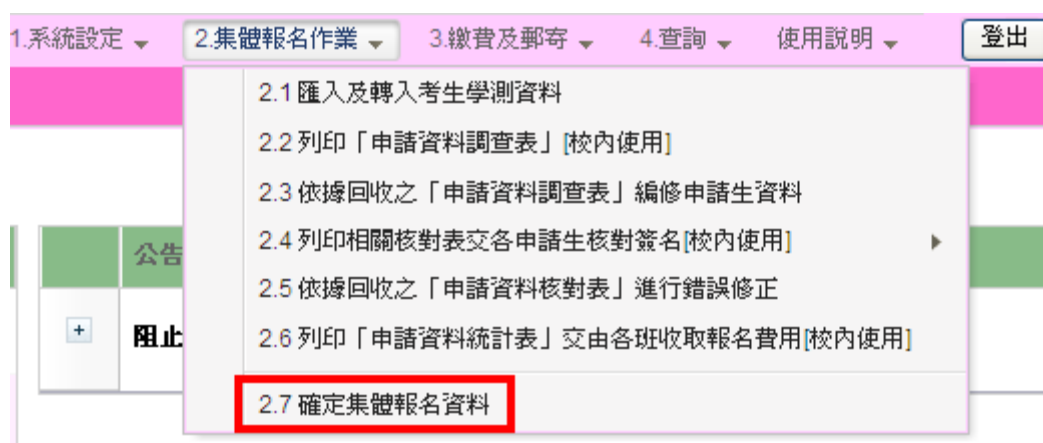 1.系統設定 2.集體報名作業 3.繳費及郵寄 4.查詢 使用說明 登出
2.1 匯入及轉入考生學測資料
2.2 列印「申請資料調查表」[校內使用]
2.3 依據回收之「申請資料調查表」編修申請生資料
2.4 列印相關核對表交各申請生核對簽名[校內使用]
公告
2.5 依據回收之「申請資料核對表」進行錯誤修正
阻止
2.6 列印「申請資料統計表」交由各班收取報名費用[校內使用]
2.7 確定集體報名資料